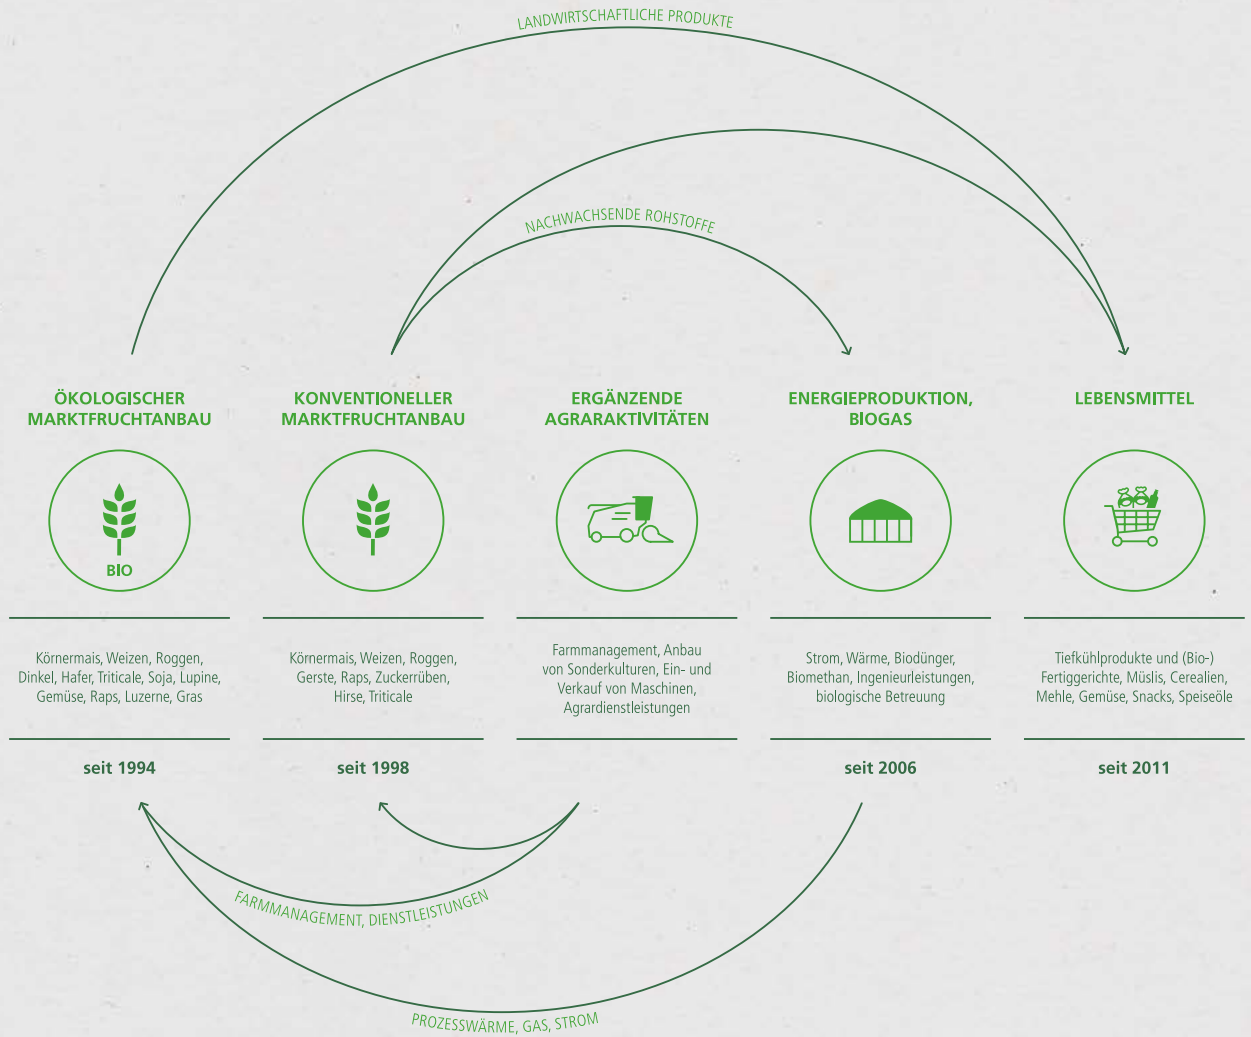 LANDWIRTSCHAFTLICHE PRODUKTE
NACHWACHSENDE ROHSTOFFE
ÖKOLOGISCHER
MARKTFRUCHTANBAU
BIO
Körnermais, Weizen, Roggen,
Dinkel, Hafer, Triticale, Soja, Lupine,
Gemüse, Raps, Luzerne, Gras
seit 1994
KONVENTIONELLER
MARKTFRUCHTANBAU
Körnermais, Weizen, Roggen,
Gerste, Raps, Zuckerrüben,
Hirse, Triticale
seit 1998
ERGÄNZENDE
AGRARAKTIVITÄTEN
Farmmanagement, Anbau
von Sonderkulturen, Ein- und
Verkauf von Maschinen,
Agrardienstleistungen
ENERGIEPRODUKTION,
BIOGAS
Strom, Wärme, Biodünger,
Biomethan, Ingenieurleistungen,
biologische Betreuung
seit 2006
LEBENSMITTEL
Tiefkühlprodukte und (Bio-)
Fertiggerichte, Müslis, Cerealien,
Mehle, Gemüse, Snacks, Speiseöle
seit 2011
FARMMANAGEMENT, DIENSTLEISTUNGEN
PROZESSWÄRME, GAS, STROM